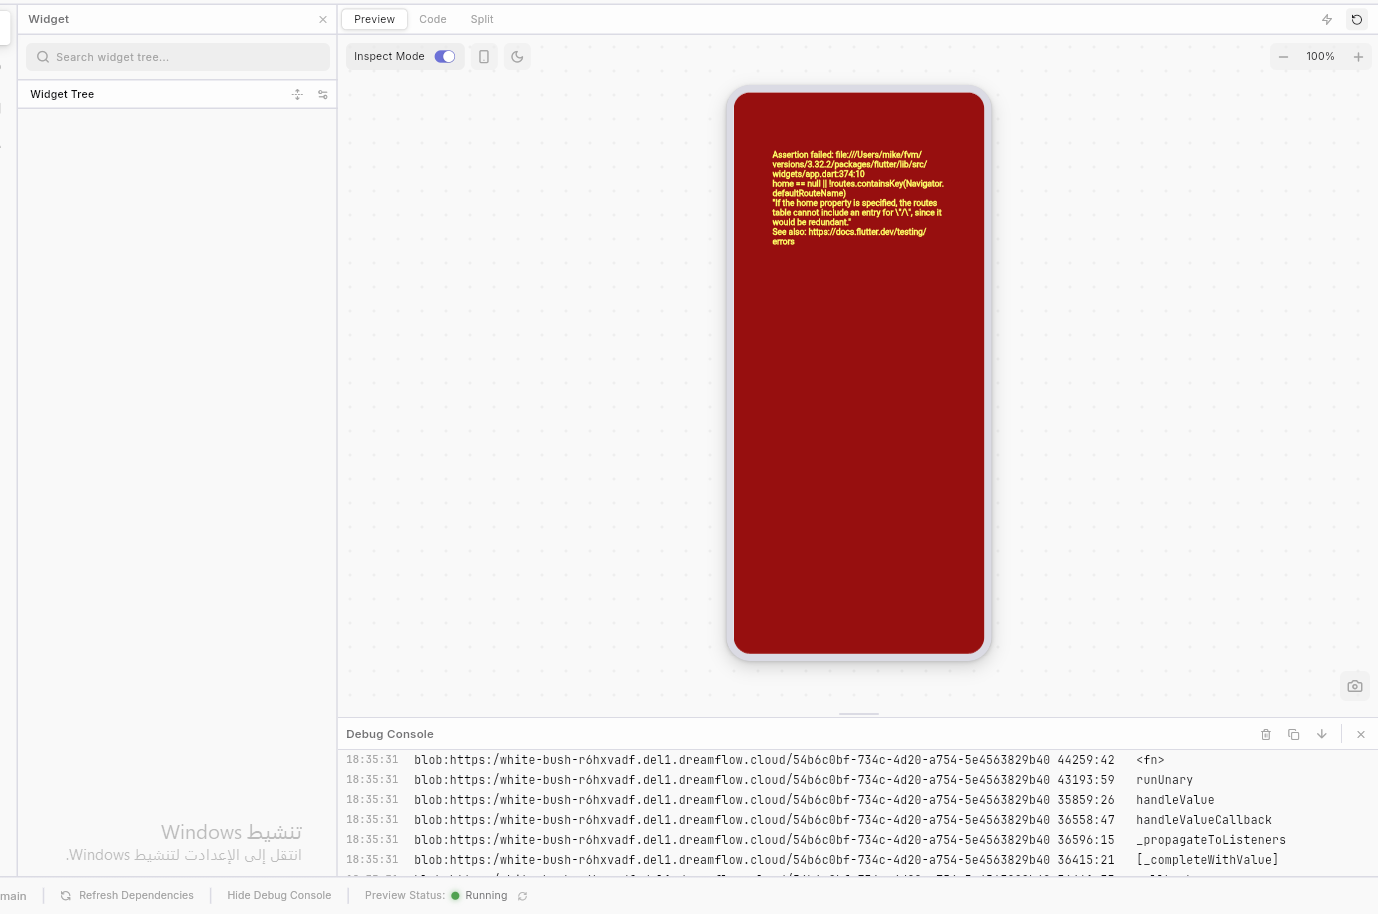 Widget
Preview
Code
Split
Search widget tree...
Inspect Mode
100%
Widget Tree
Assertion failed: file:///Users/mike/fvm/
versions/3.32.2/packages/flutter/lib/src/
widgets/app.dart:374:10
home == null || !routes.containsKey(Navigator.
defaultRouteName)
"If the home property is specified, the routes
table cannot include an entry for \"/\", since it
would be redundant."
See also: https://docs.flutter.dev/testing/
errors
Debug Console
18:35:31 blob:https:/white-bush-r6hxvadf.del1.dreamflow.cloud/54b6c0bf-734c-4d20-a754-5e4563829b40 44259:42 <fn>
18:35:31 blob:https:/white-bush-r6hxvadf.del1.dreamflow.cloud/54b6c0bf-734c-4d20-a754-5e4563829b40 43193:59 runUnary
18:35:31 blob:https:/white-bush-r6hxvadf.del1.dreamflow.cloud/54b6c0bf-734c-4d20-a754-5e4563829b40 35859:26 handleValue
18:35:31 blob:https:/white-bush-r6hxvadf.del1.dreamflow.cloud/54b6c0bf-734c-4d20-a754-5e4563829b40 36558:47 handleValueCallback
18:35:31 blob:https:/white-bush-r6hxvadf.del1.dreamflow.cloud/54b6c0bf-734c-4d20-a754-5e4563829b40 36596:15 _propagateToListeners
18:35:31 blob:https:/white-bush-r6hxvadf.del1.dreamflow.cloud/54b6c0bf-734c-4d20-a754-5e4563829b40 36415:21 [_completeWithValue]
تنشيط Windows
انتقل إلى الإعدادت لتنشيط Windows.
main
Refresh Dependencies
Hide Debug Console
Preview Status: Running